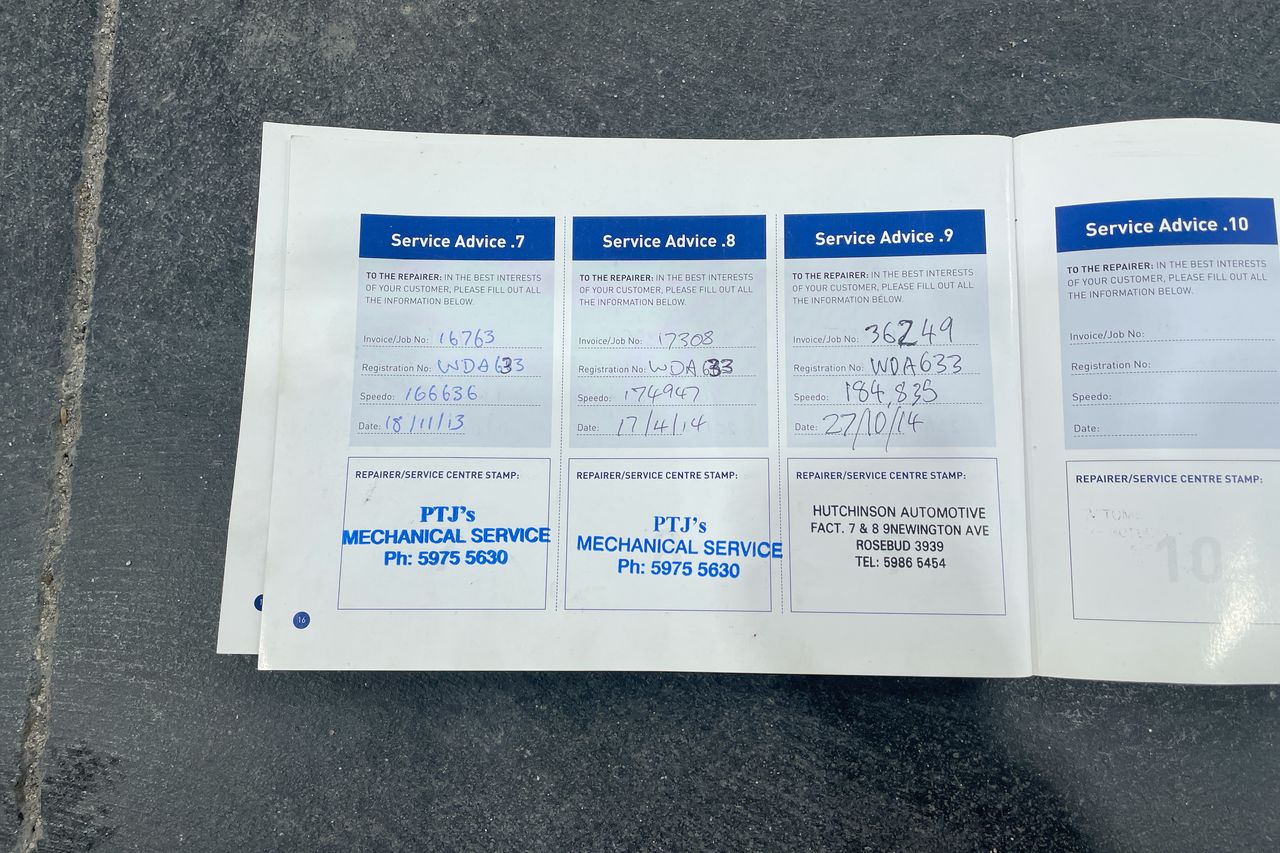 Service Advice .7
TO THE REPAIRER: IN THE BEST INTERESTS
OF YOUR CUSTOMER, PLEASE FILL OUT ALL
THE INFORMATION BELOW.
Invoice/Job No: 16763
Registration No: WDA633
Speedo: 166636
Date: 18/11/13
REPAIRER/SERVICE CENTRE STAMP:
PTJ's
MECHANICAL SERVICE
Ph: 5975 5630
16
Service Advice .8
TO THE REPAIRER: IN THE BEST INTERESTS
OF YOUR CUSTOMER, PLEASE FILL OUT ALL
THE INFORMATION BELOW.
Invoice/Job No: 17308
Registration No: WDA633
Speedo: 174947
Date: 17/4/14
REPAIRER/SERVICE CENTRE STAMP:
PTJ's
MECHANICAL SERVICE
Ph: 5975 5630
Service Advice .9
TO THE REPAIRER: IN THE BEST INTERESTS
OF YOUR CUSTOMER, PLEASE FILL OUT ALL
THE INFORMATION BELOW.
Invoice/Job No: 36249
Registration No: WDA633
Speedo: 184,835
Date: 27/10/14
REPAIRER/SERVICE CENTRE STAMP:
HUTCHINSON AUTOMOTIVE
FACT. 7 & 8 9NEWINGTON AVE
ROSEBUD 3939
TEL: 5986 5454
Service Advice .10
TO THE REPAIRER: IN THE BEST INTERESTS
OF YOUR CUSTOMER, PLEASE FILL OUT ALL
THE INFORMATION BELOW.
Invoice/Job No:
Registration No:
Speedo:
Date:
REPAIRER/SERVICE CENTRE STAMP:
10